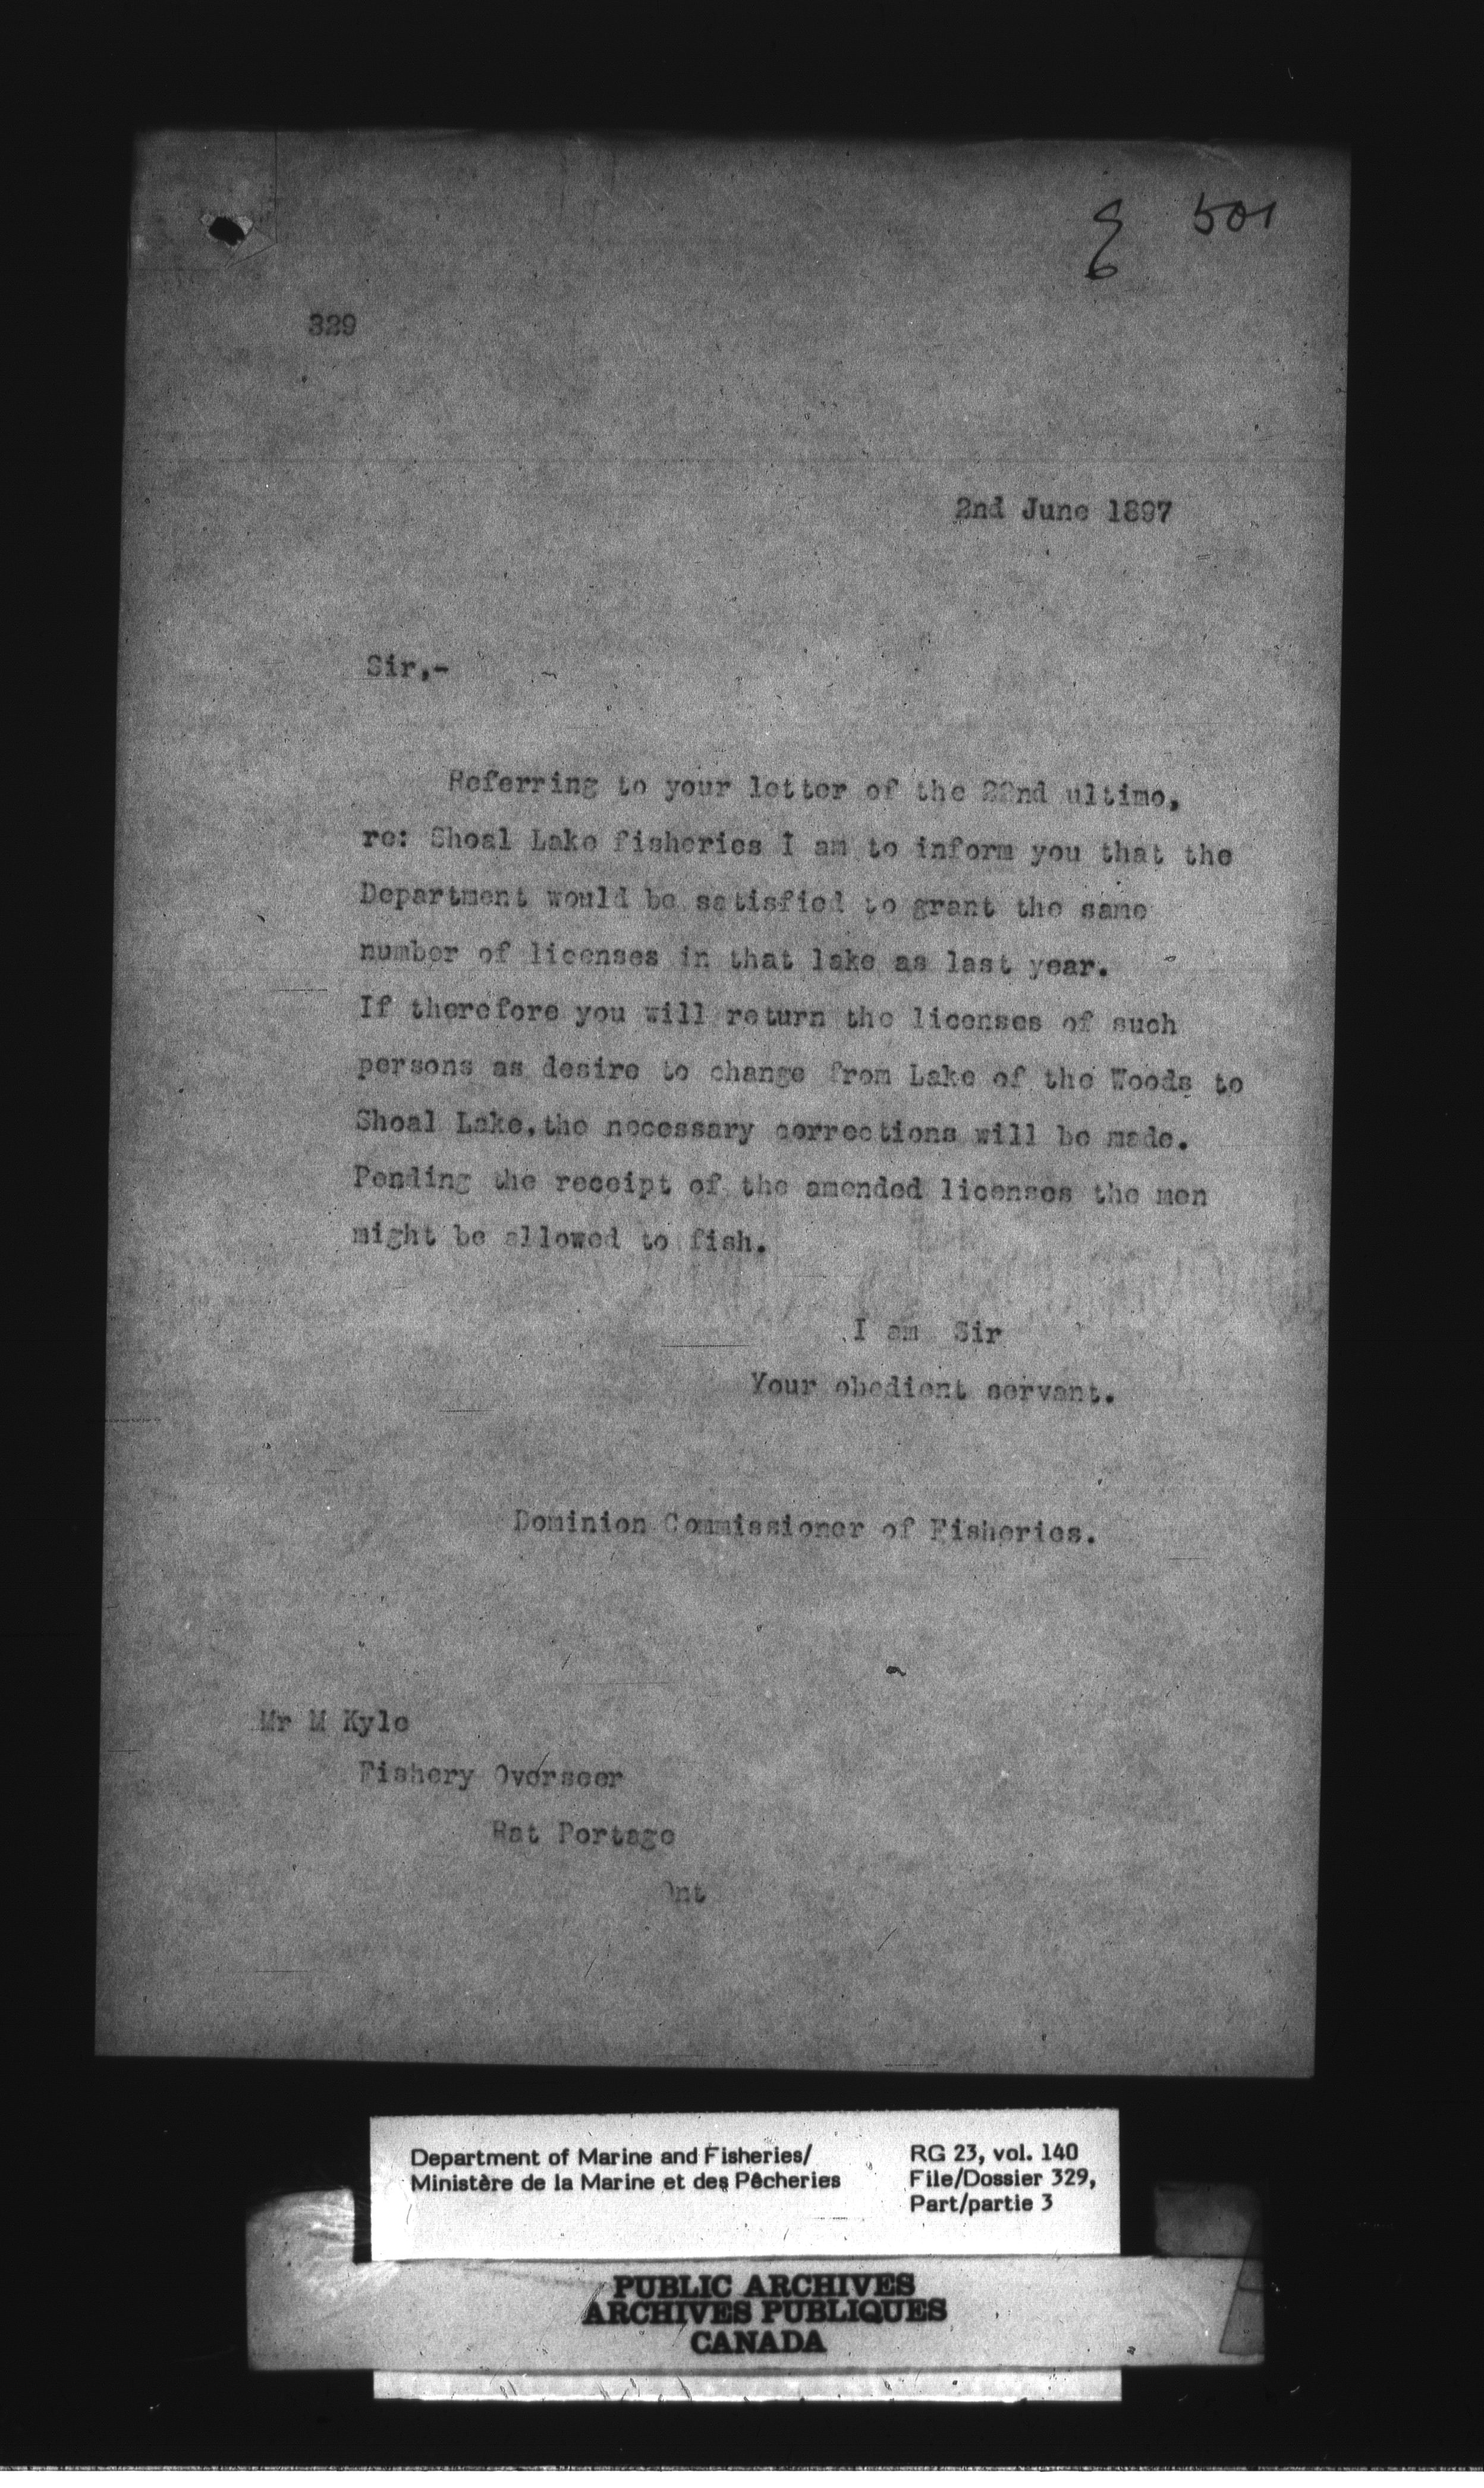 501
329
2nd June 1897
Sir,-
Referring to your letter of the 22nd ultimo,
re: Shoal Lake fisheries I am to inform you that the
Department would be satisfied to grant the same
number of licenses in that lake as last year.
If therefore you will return the licenses of such
persons as desire to change from Lake of the Woods to
Shoal Lake, the necessary corrections will be made.
Pending the receipt of the amended licenses the men
might be allowed to fish.
I am Sir
Your obedient servant.
Dominion Commissioner of Fisheries.
Mr M Kyle
Fishery Overseer
Rat Portage
Ont
Department of Marine and Fisheries/
Ministère de la Marine et des Pêcheries
RG 23, vol. 140
File/Dossier 329,
Part/partie 3
PUBLIC ARCHIVES
ARCHIVES PUBLIQUES
CANADA